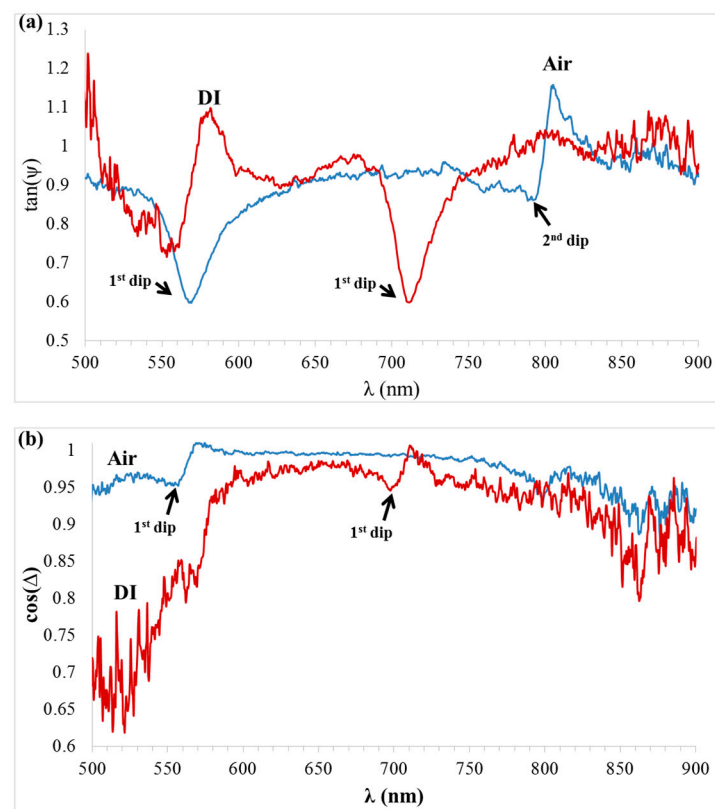 (a)
1.3
1.2
1.1
1
0.9
0.8
0.7
0.6
0.5
tan(ψ)
DI
Air
1st dip
1st dip
2nd dip
500 550 600 650 700 750 800 850 900
λ (nm)
(b)
1
0.95
0.9
0.85
0.8
0.75
0.7
0.65
0.6
cos(Δ)
Air
1st dip
1st dip
DI
500 550 600 650 700 750 800 850 900
λ (nm)